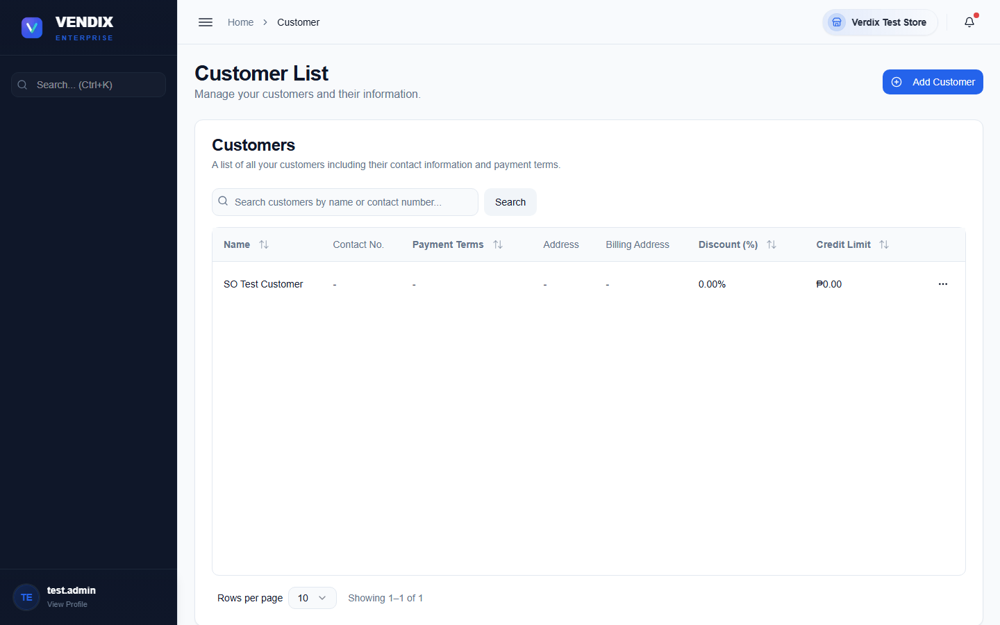 VENDIX
ENTERPRISE
Search... (Ctrl+K)
test.admin
TE
View Profile
Home > Customer
Verdix Test Store
Customer List
Manage your customers and their information.
Add Customer
Customers
A list of all your customers including their contact information and payment terms.
Search customers by name or contact number...
Search
Name Contact No. Payment Terms Address Billing Address Discount (%) Credit Limit
SO Test Customer - - - - 0.00% ₱0.00 ...
Rows per page 10 Showing 1–1 of 1